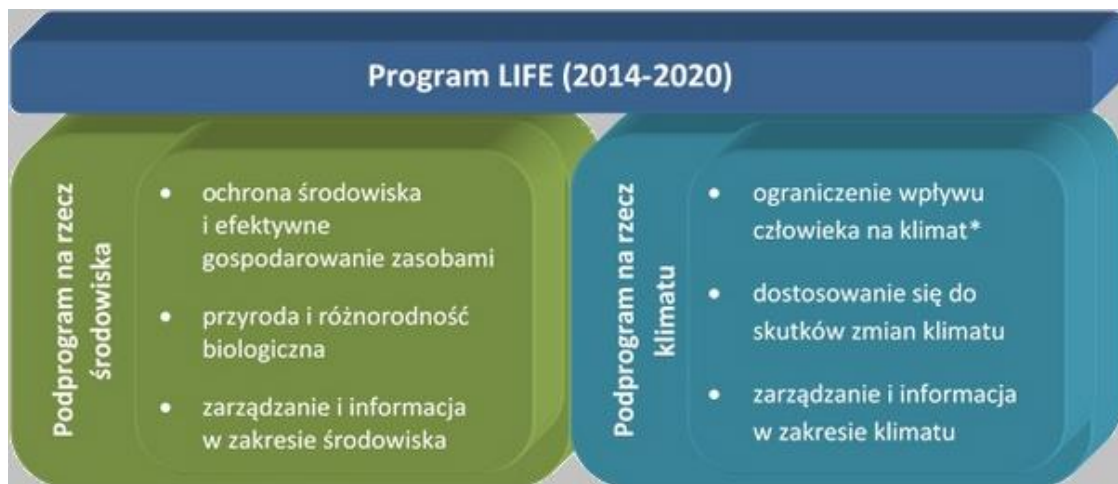 Program LIFE (2014-2020)
Podprogram na rzecz
środowiska
• ochrona środowiska
i efektywne
gospodarowanie zasobami
• przyroda i różnorodność
biologiczna
• zarządzanie i informacja
w zakresie środowiska
Podprogram na rzecz
klimatu
• ograniczenie wpływu
człowieka na klimat*
• dostosowanie się do
skutków zmian klimatu
• zarządzanie i informacja
w zakresie klimatu